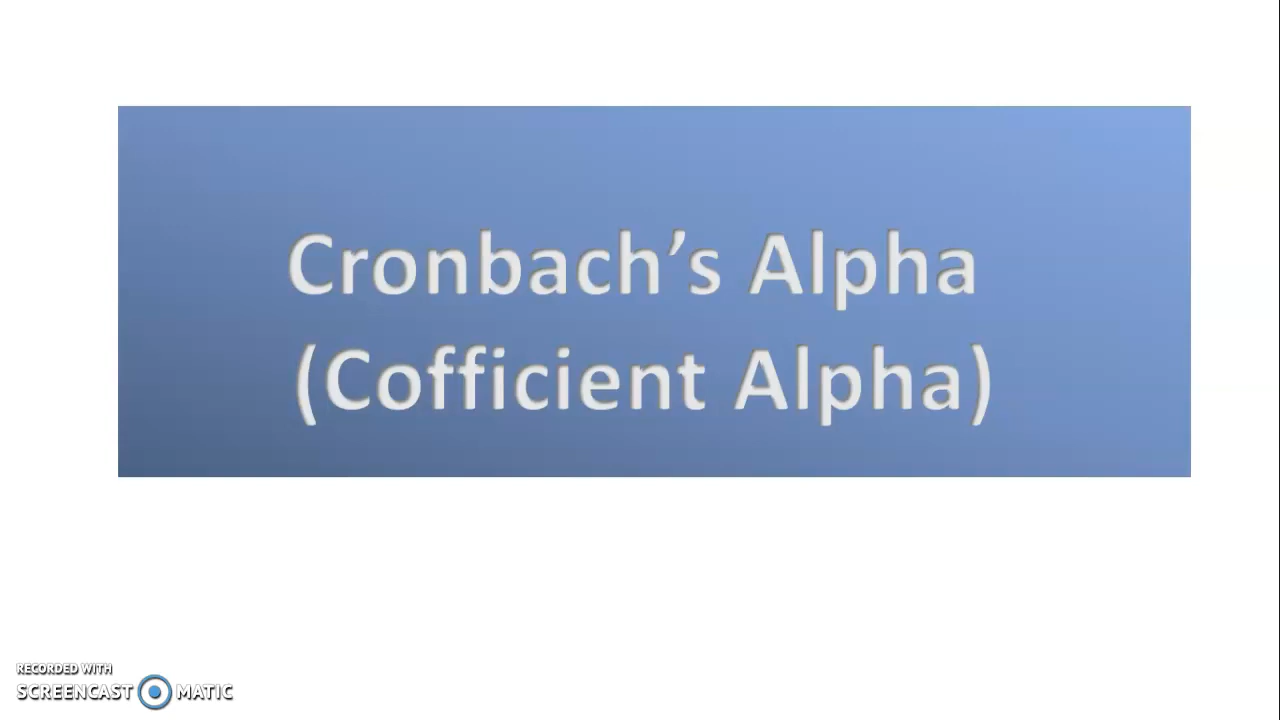 Cronbach’s Alpha
(Cofficient Alpha)
RECORDED WITH
SCREENCAST MATIC